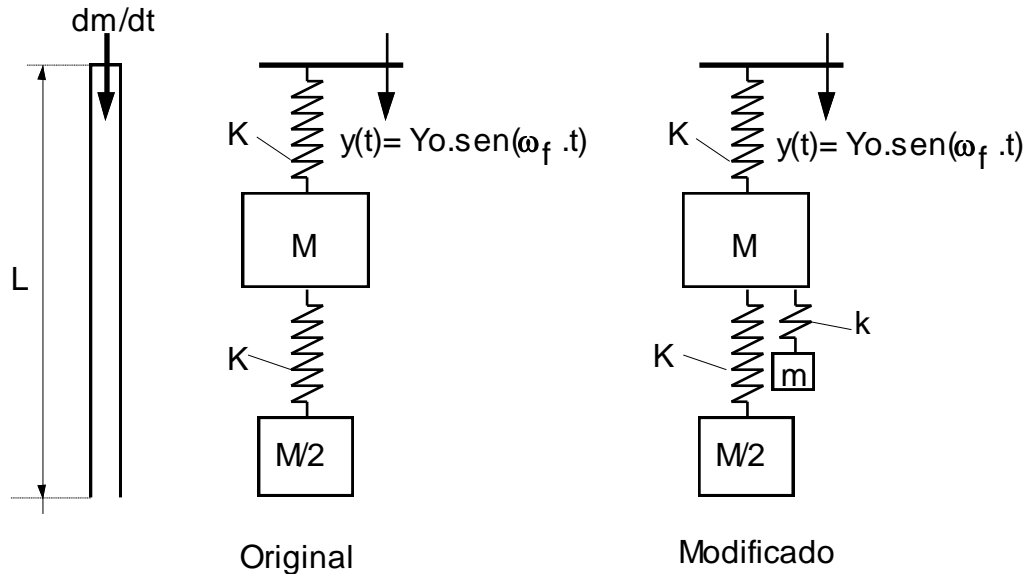 dm/dt
L
K
y(t)= Yo.sen(ωf .t)
M
K
M/2
Original
K
y(t)= Yo.sen(ωf .t)
M
k
K
m
M/2
Modificado